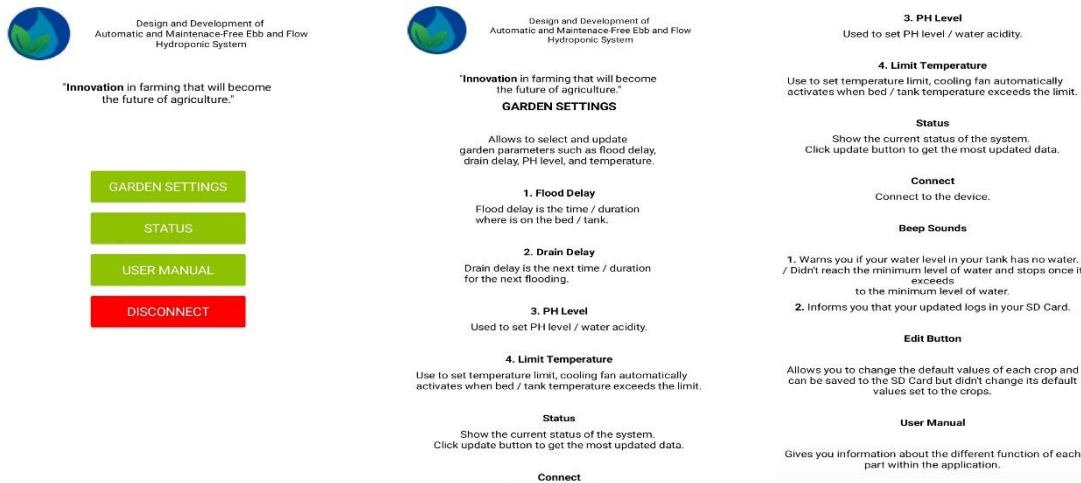 Design and Development of
Automatic and Maintenace-Free Ebb and Flow
Hydroponic System
"Innovation in farming that will become
the future of agriculture."
GARDEN SETTINGS
STATUS
USER MANUAL
DISCONNECT
Design and Development of
Automatic and Maintenace-Free Ebb and Flow
Hydroponic System
"Innovation in farming that will become
the future of agriculture."
GARDEN SETTINGS
Allows to select and update
garden parameters such as flood delay,
drain delay, PH level, and temperature.
1. Flood Delay
Flood delay is the time / duration
where is on the bed / tank.
2. Drain Delay
Drain delay is the next time / duration
for the next flooding.
3. PH Level
Used to set PH level / water acidity.
4. Limit Temperature
Use to set temperature limit, cooling fan automatically
activates when bed / tank temperature exceeds the limit.
Status
Show the current status of the system.
Click update button to get the most updated data.
Connect
3. PH Level
Used to set PH level / water acidity.
4. Limit Temperature
Use to set temperature limit, cooling fan automatically
activates when bed / tank temperature exceeds the limit.
Status
Show the current status of the system.
Click update button to get the most updated data.
Connect
Connect to the device.
Beep Sounds
1. Warns you if your water level in your tank has no water.
/ Didn't reach the minimum level of water and stops once it
exceeds
to the minimum level of water.
2. Informs you that your updated logs in your SD Card.
Edit Button
Allows you to change the default values of each crop and
can be saved to the SD Card but didn't change its default
values set to the crops.
User Manual
Gives you information about the different function of each
part within the application.